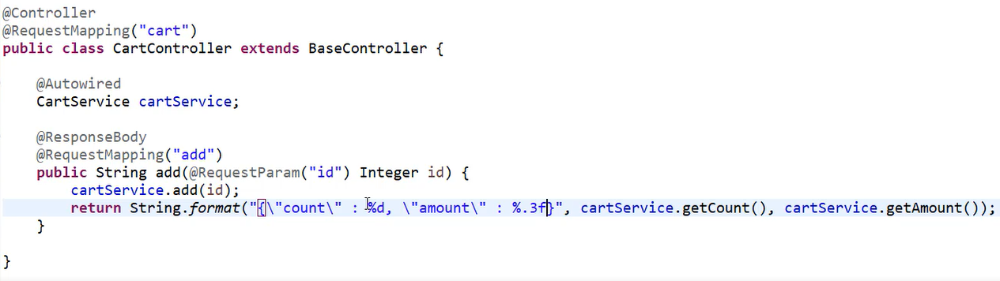 @Controller
@RequestMapping("cart")
public class CartController extends BaseController {
@Autowired
CartService cartService;
@ResponseBody
@RequestMapping("add")
public String add(@RequestParam("id") Integer id) {
cartService.add(id);
return String.format("{\"count\" : %d, \"amount\" : %.3f}", cartService.getCount(), cartService.getAmount());
}
}